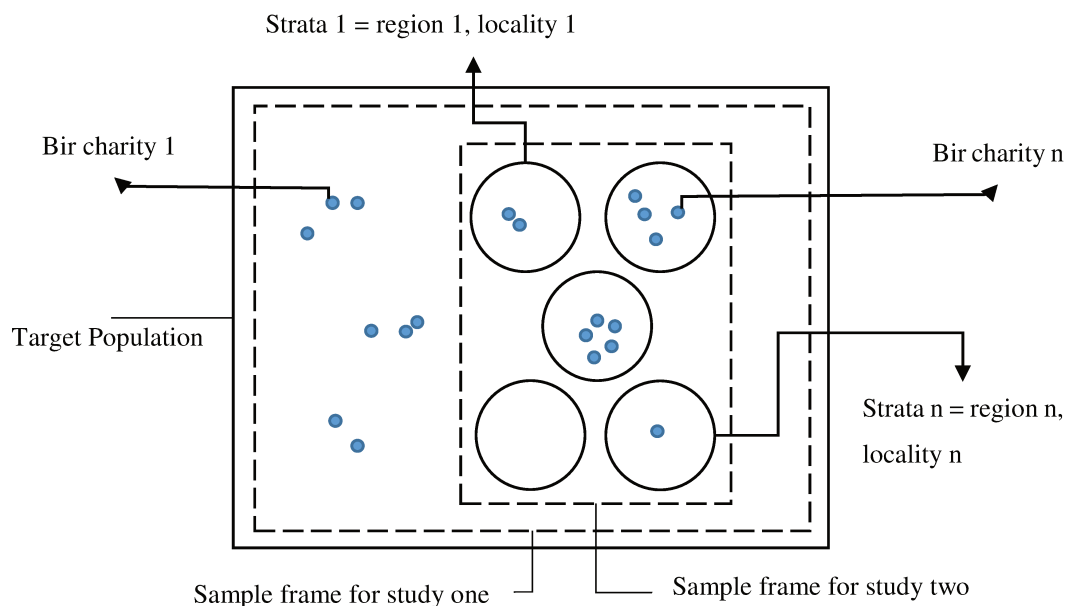 Strata 1 = region 1, locality 1
Bir charity 1
Bir charity n
Target Population
Strata n = region n,
locality n
Sample frame for study one
Sample frame for study two